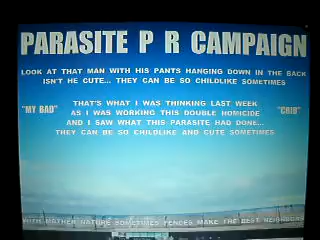 PARASITE P R CAMPAIGN
LOOK AT THAT MAN WITH HIS PANTS HANGING DOWN IN THE BACK
ISN'T HE CUTE... THEY CAN BE SO CHILDLIKE SOMETIMES
"MY BAD"
THAT'S WHAT I WAS THINKING LAST WEEK
"CRIB"
AS I WAS WORKING THIS DOUBLE HOMICIDE
AND I SAW WHAT THIS PARASITE HAD DONE...
THEY CAN BE SO CHILDLIKE AND CUTE SOMETIMES
WITH MOTHER NATURE SOMETIMES FENCES MAKE THE BEST NEIGHBORS